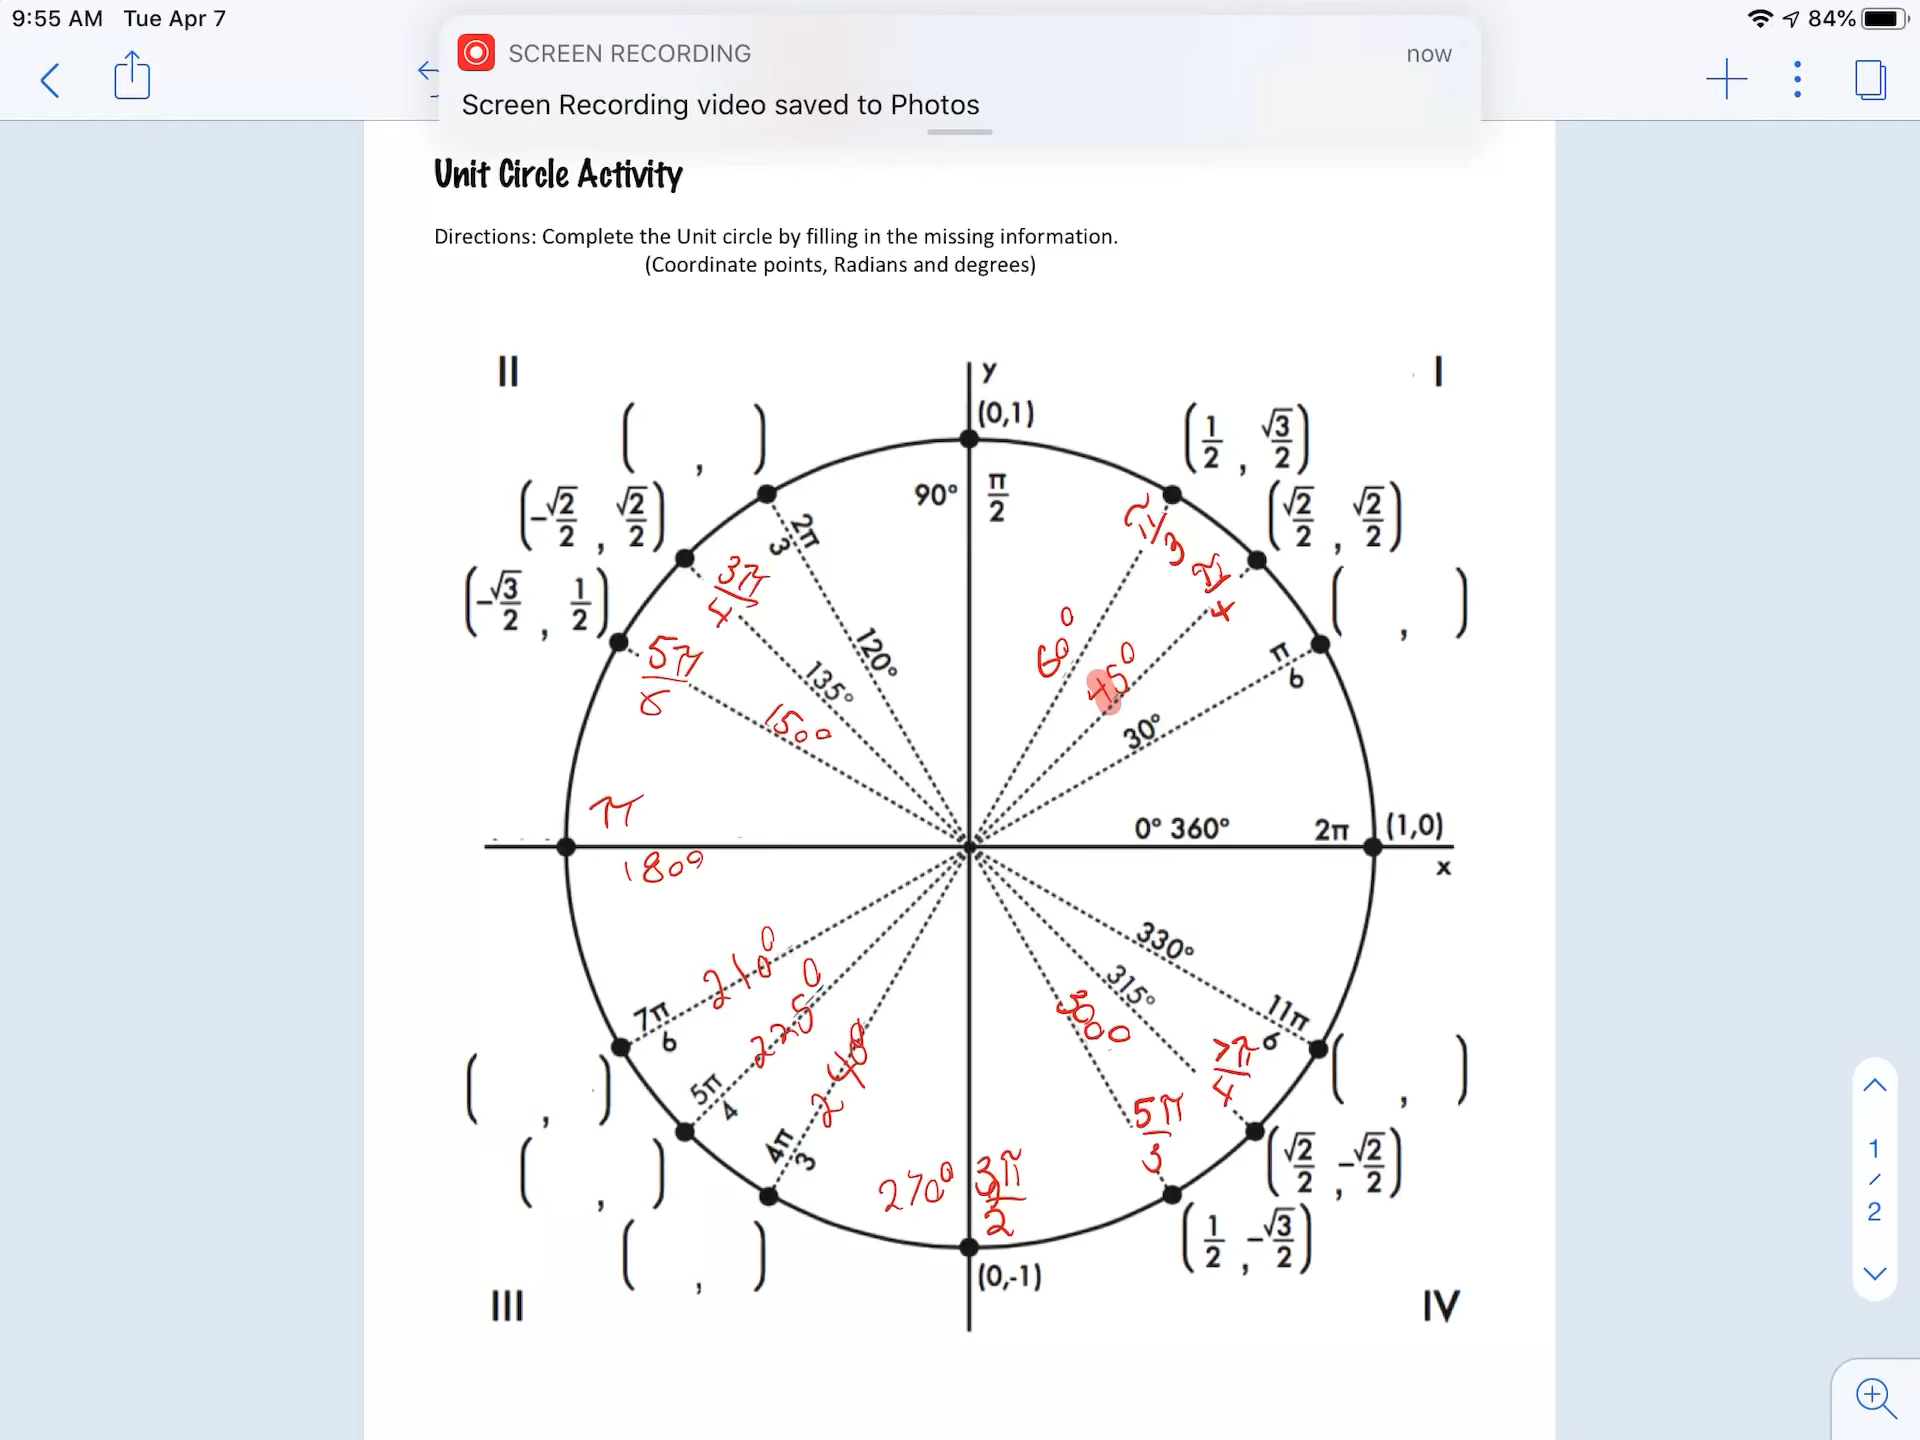 9:55 AM Tue Apr 7
84%
SCREEN RECORDING
now
Screen Recording video saved to Photos
Unit Circle Activity
Directions: Complete the Unit circle by filling in the missing information.
(Coordinate points, Radians and degrees)
II
y
I
(0,1)
( , )
(1/2 , √3/2)
90° π/2
(-√2/2 , √2/2)
2π/3
π/3
(√2/2 , √2/2)
3π/4
π/4
(-√3/2 , 1/2)
( , )
5π/6
120°
60°
π/6
135°
45°
150°
30°
π
0° 360° 2π (1,0)
180°
x
210°
330°
225°
315°
300°
7π/6
11π/6
240
7π/4
( , )
5π/4
( , )
5π/3
( , )
4π/3
270° 3π/2
(√2/2 , -√2/2)
( , )
(1/2 , -√3/2)
(0,-1)
III
IV
1
/
2